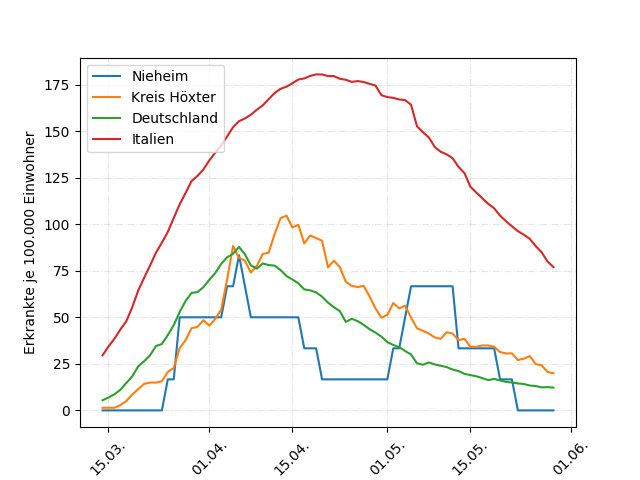 Nieheim
Kreis Höxter
Deutschland
Italien
Erkrankte je 100.000 Einwohner
175
150
125
100
75
50
25
0
15.03.
01.04.
15.04.
01.05.
15.05.
01.06.